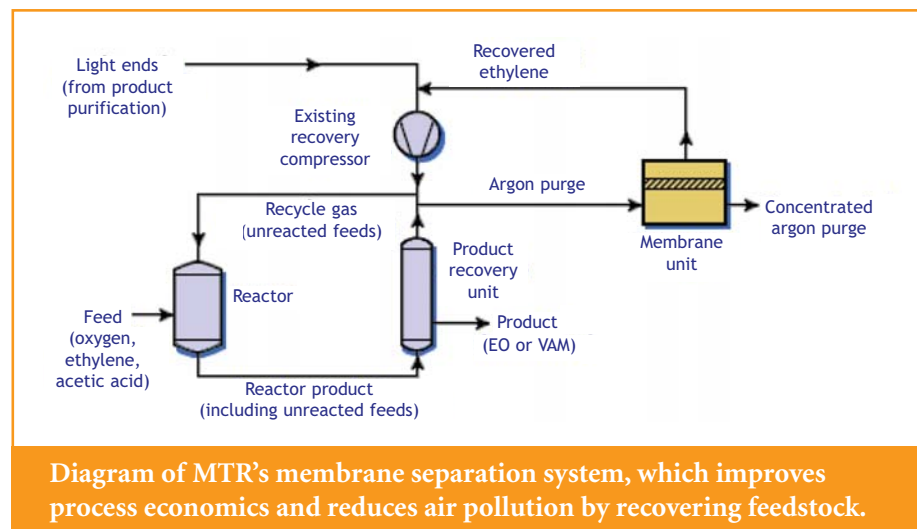 Recovered
ethylene
Light ends
(from product
purification)
Existing
recovery
compressor
Argon purge
Recycle gas
(unreacted feeds)
Concentrated
argon purge
Membrane
unit
Product
recovery
unit
Reactor
Feed
(oxygen,
ethylene,
acetic acid)
Product
(EO or VAM)
Reactor product
(including unreacted feeds)
Diagram of MTR’s membrane separation system, which improves
process economics and reduces air pollution by recovering feedstock.